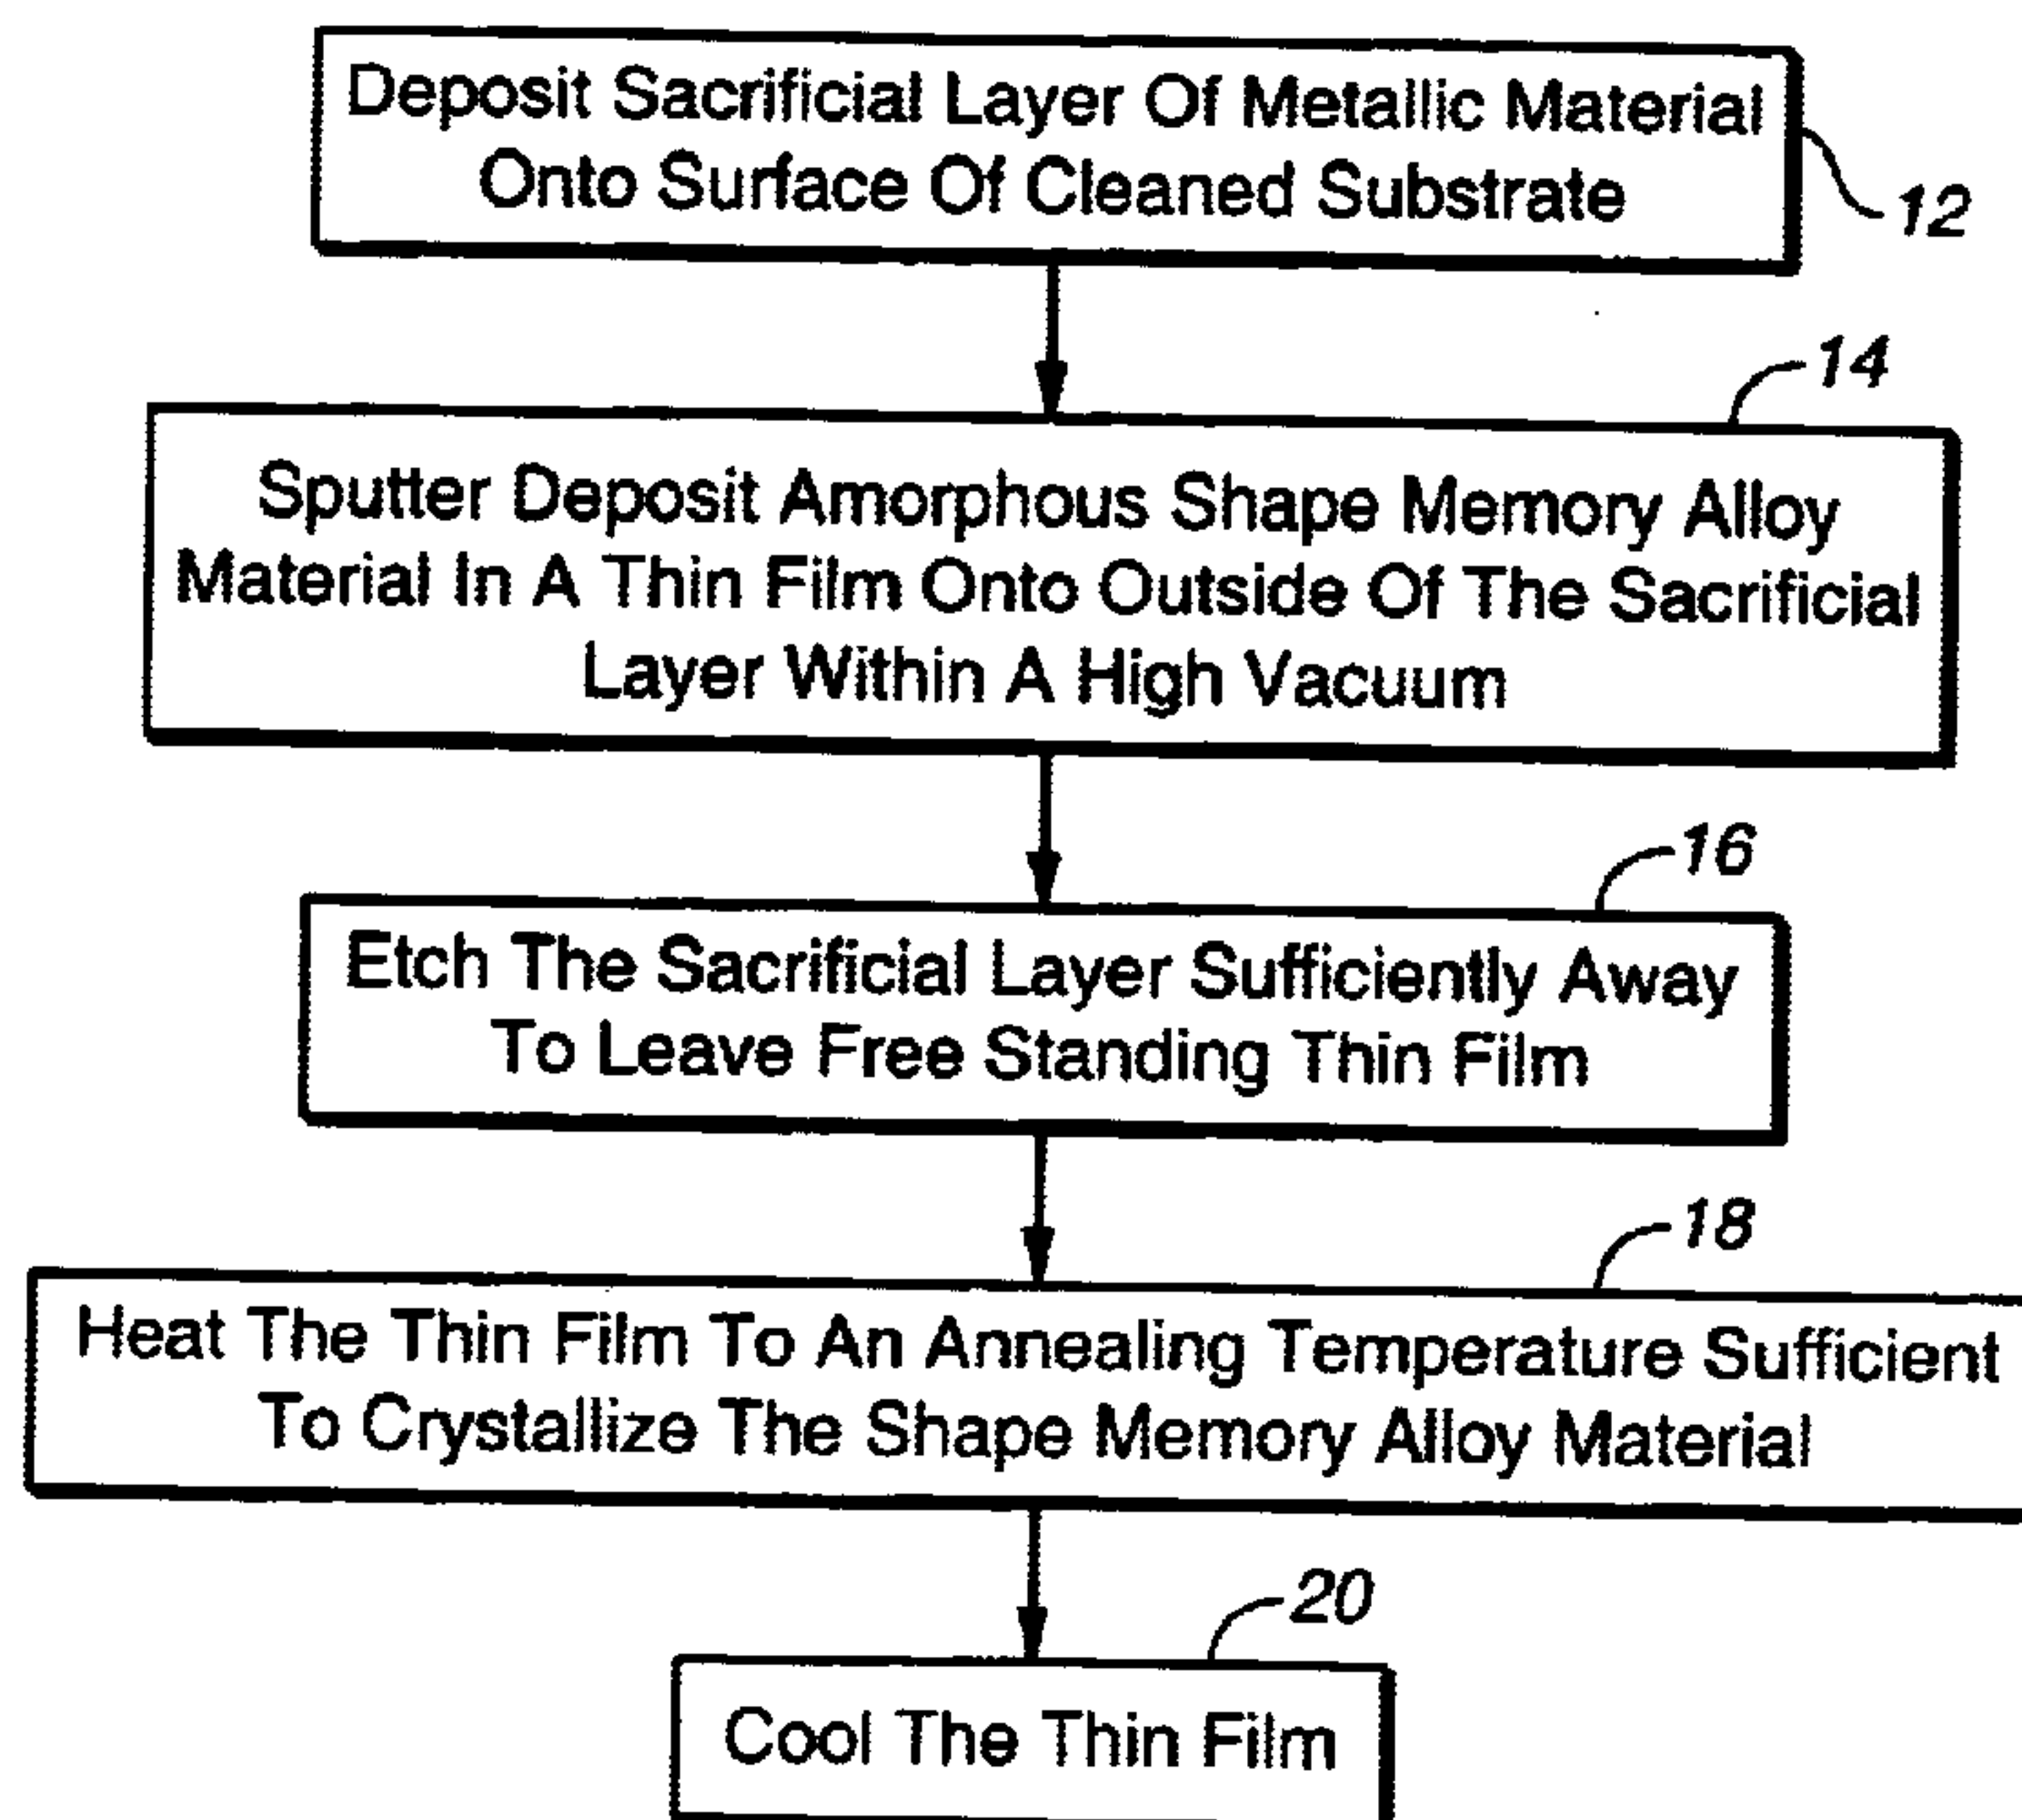 Deposit Sacrificial Layer Of Metallic Material
Onto Surface Of Cleaned Substrate
12
14
Sputter Deposit Amorphous Shape Memory Alloy
Material In A Thin Film Onto Outside Of The Sacrificial
Layer Within A High Vacuum
16
Etch The Sacrificial Layer Sufficiently Away
To Leave Free Standing Thin Film
18
Heat The Thin Film To An Annealing Temperature Sufficient
To Crystallize The Shape Memory Alloy Material
20
Cool The Thin Film